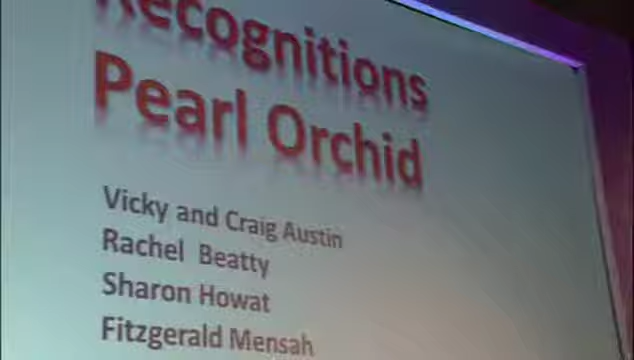 Recognitions
Pearl Orchid
Vicky and Craig Austin
Rachel Beatty
Sharon Howat
Fitzgerald Mensah